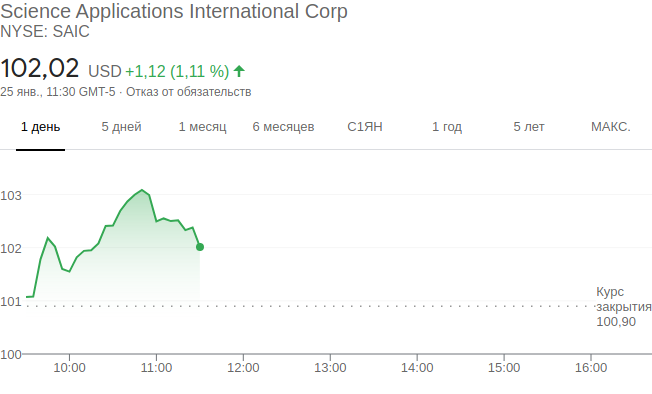 Science Applications International Corp
NYSE: SAIC
102,02 USD +1,12 (1,11 %)
25 янв., 11:30 GMT-5 · Отказ от обязательств
1 день 5 дней 1 месяц 6 месяцев С1ЯН 1 год 5 лет МАКС.
103
102
101
Курс
закрытия
100,90
100
10:00 11:00 12:00 13:00 14:00 15:00 16:00